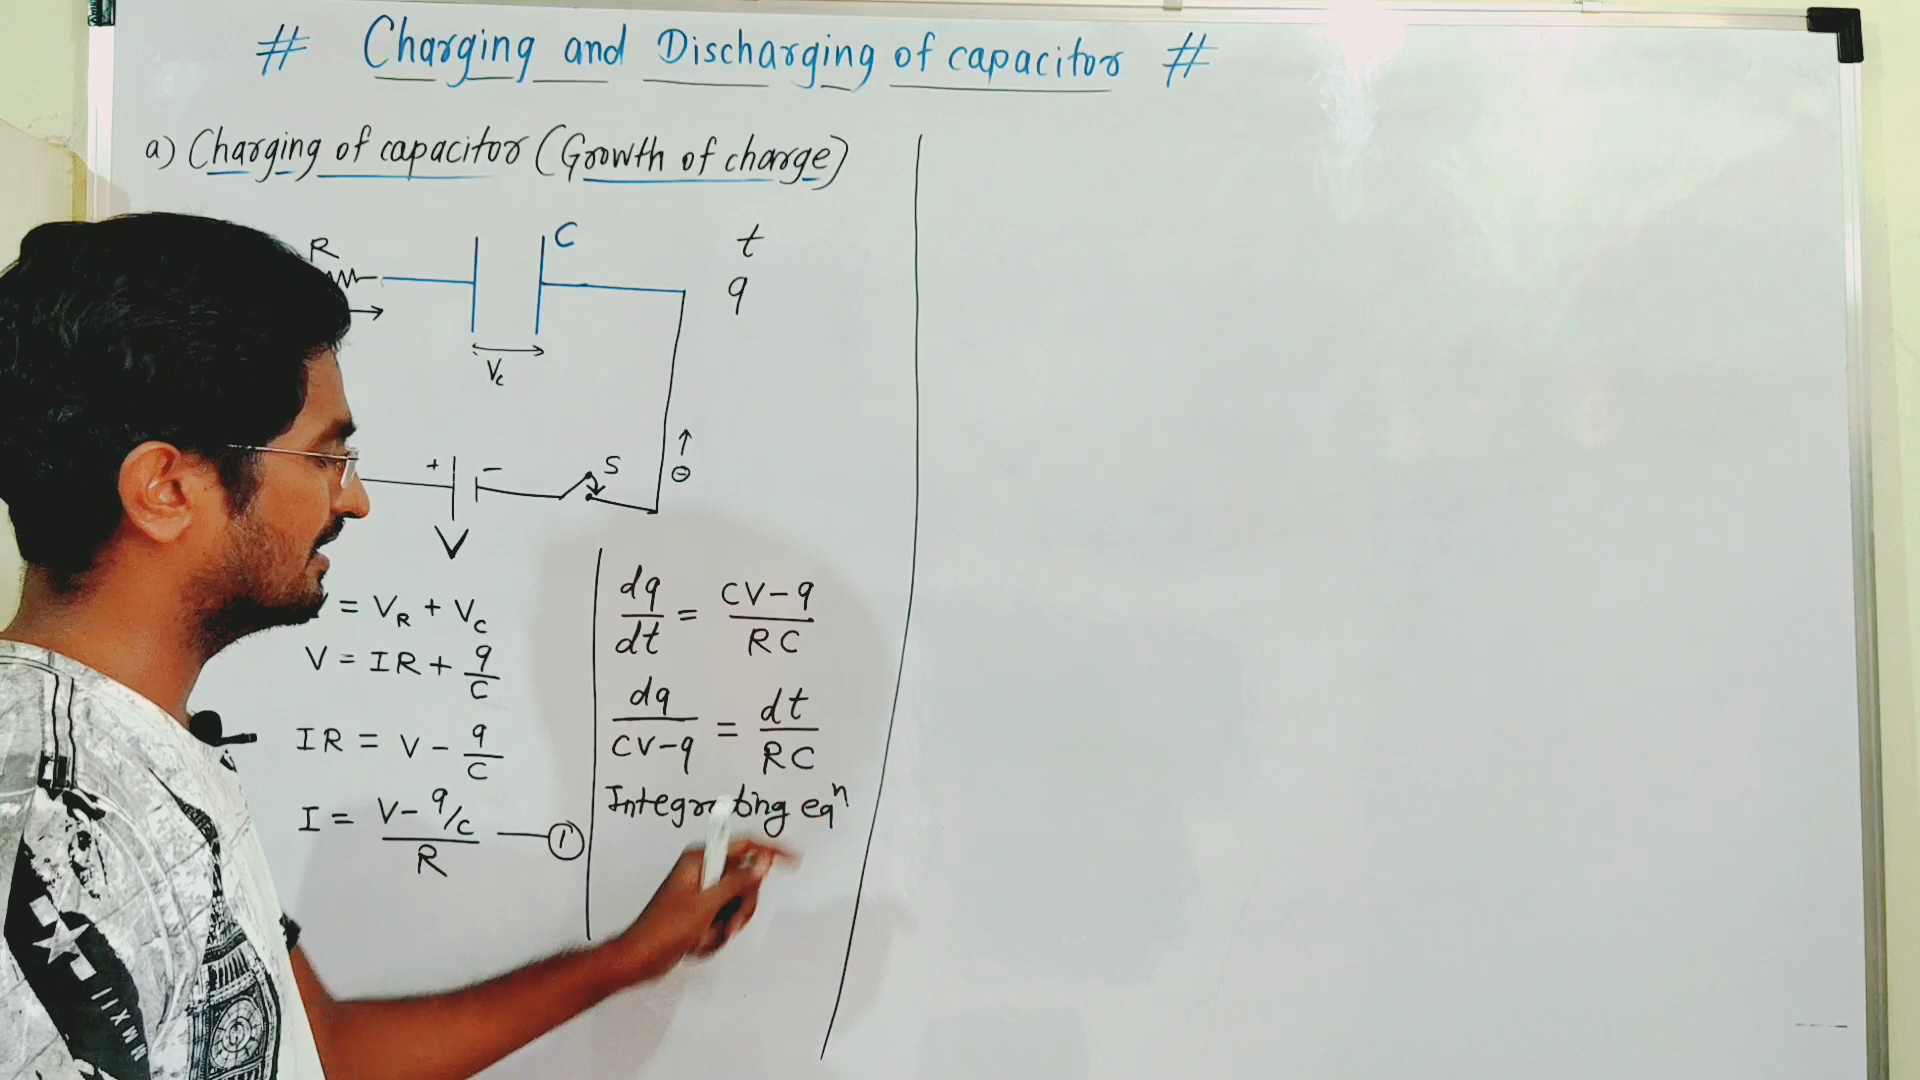 # Charging and Discharging of capacitor #
a) Charging of capacitor (Growth of charge)
R
C
t
q
Vc
+ −
S
⊖
V
= VR + Vc
V = IR + q/C
IR = V - q/C
I = (V - q/c)/R —— ①
dq/dt = (CV-q)/RC
dq/(CV-q) = dt/RC
Integrating eqⁿ
MMXII